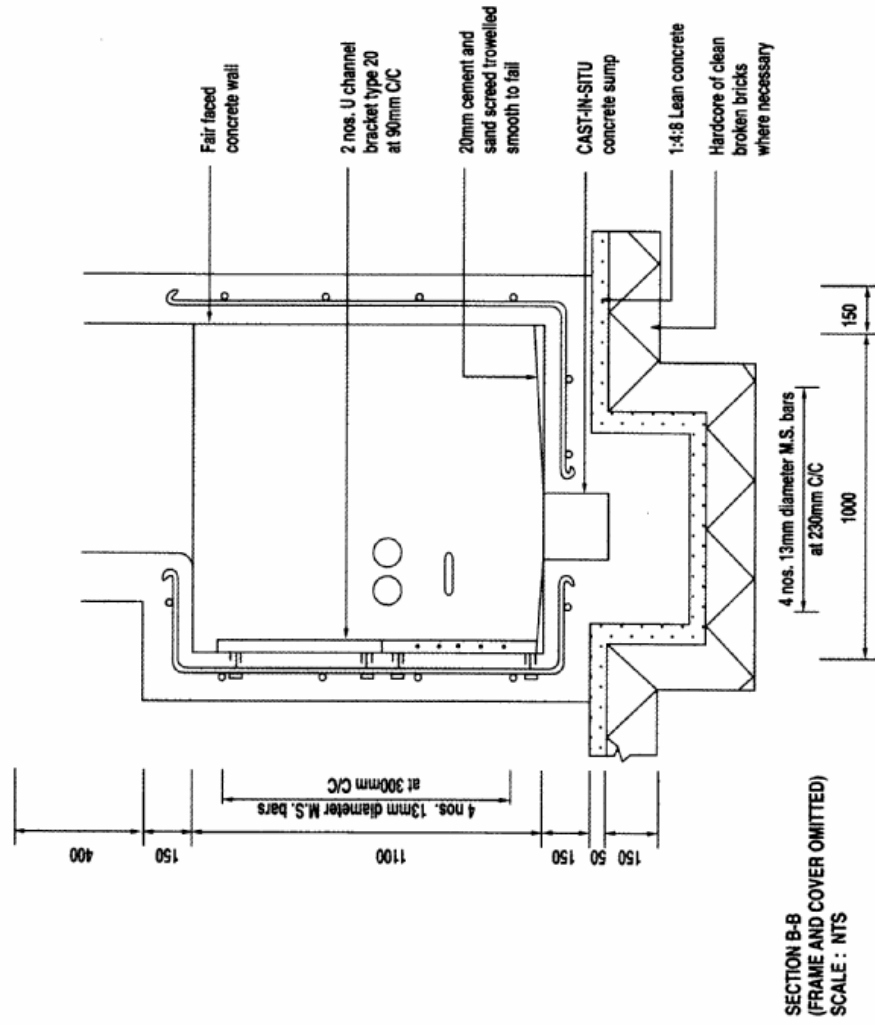 Fair faced
concrete wall
2 nos. U channel
bracket type 20
at 90mm C/C
20mm cement and
sand screed trowelled
smooth to fail
CAST-IN-SITU
concrete sump
1:4:8 Lean concrete
Hardcore of clean
broken bricks
where necessary
400
150
1100
150
50
150
4 nos. 13mm diameter M.S. bars
at 300mm C/C
4 nos. 13mm diameter M.S. bars
at 230mm C/C
1000
150
SECTION B-B
(FRAME AND COVER OMITTED)
SCALE : NTS